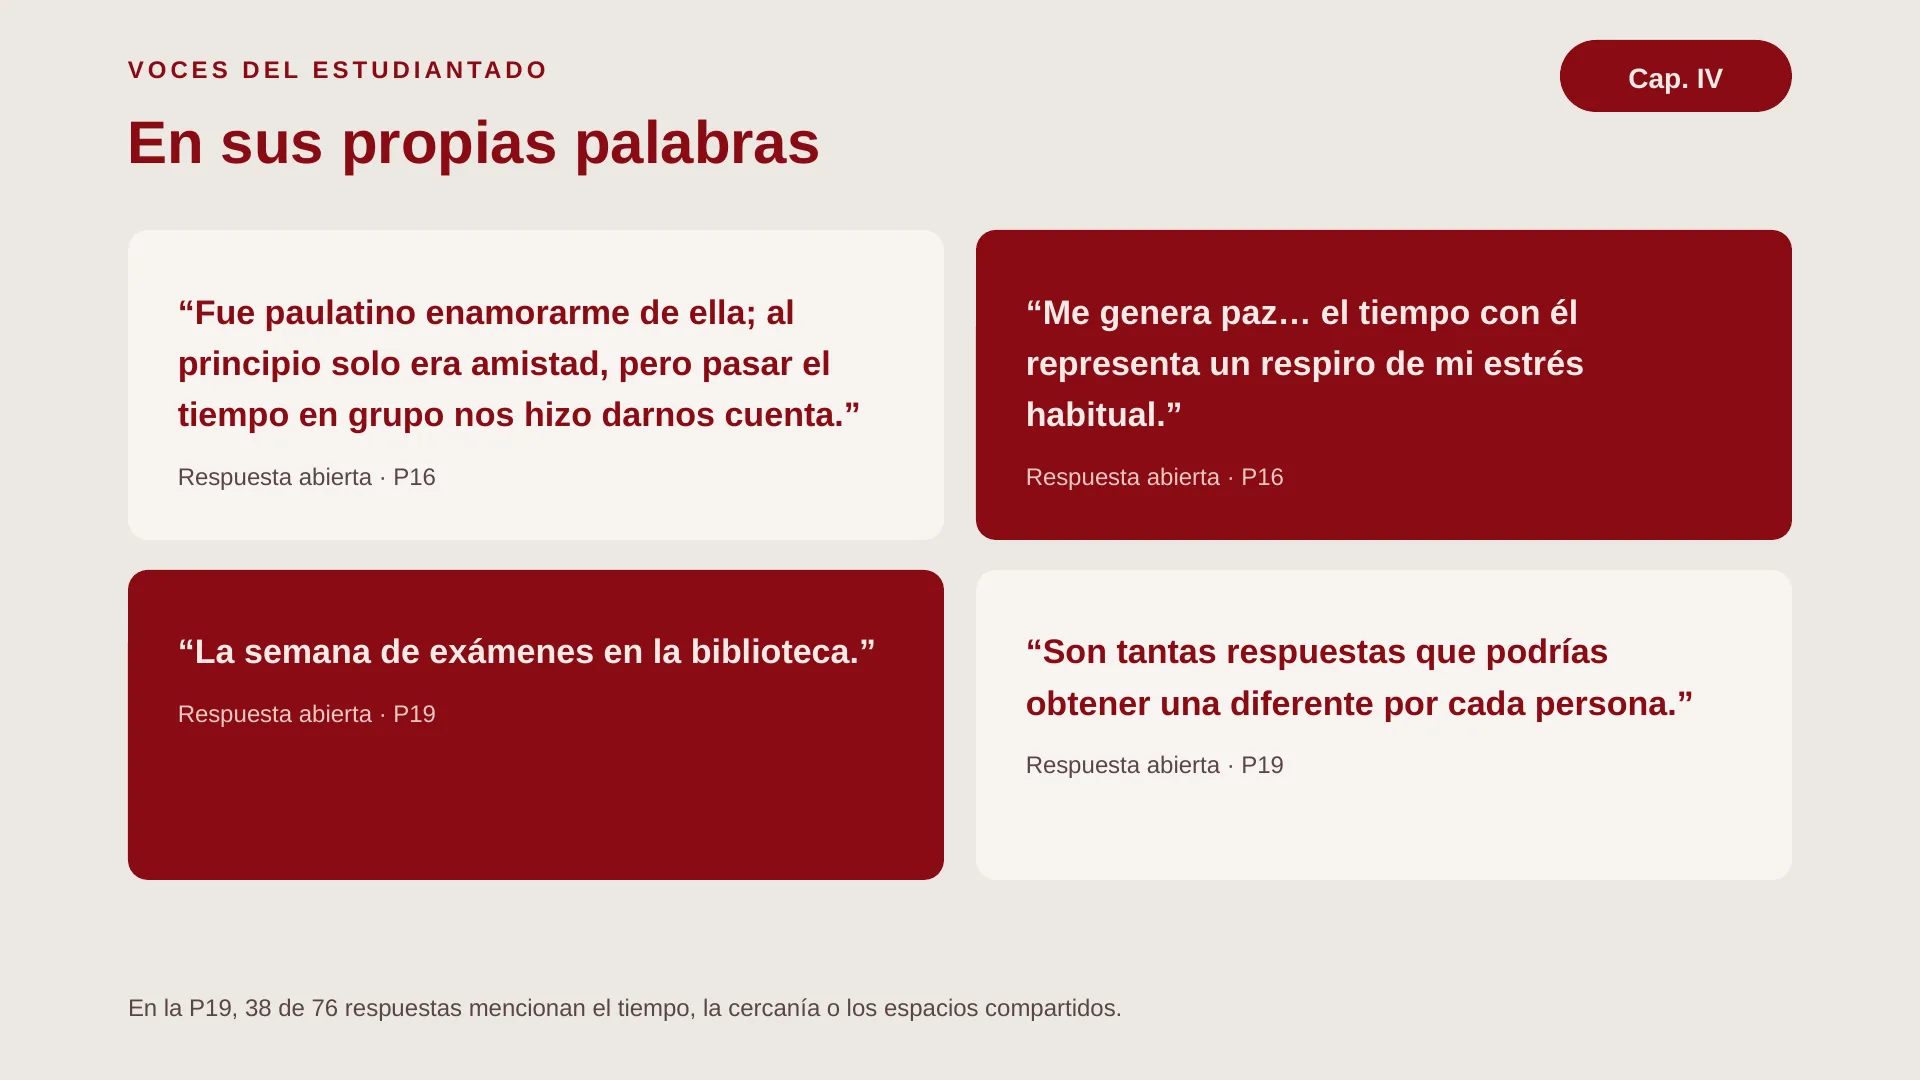 VOCES DEL ESTUDIANTADO
Cap. IV
En sus propias palabras
“Fue paulatino enamorarme de ella; al
principio solo era amistad, pero pasar el
tiempo en grupo nos hizo darnos cuenta.”
Respuesta abierta · P16
“Me genera paz… el tiempo con él
representa un respiro de mi estrés
habitual.”
Respuesta abierta · P16
“La semana de exámenes en la biblioteca.”
Respuesta abierta · P19
“Son tantas respuestas que podrías
obtener una diferente por cada persona.”
Respuesta abierta · P19
En la P19, 38 de 76 respuestas mencionan el tiempo, la cercanía o los espacios compartidos.